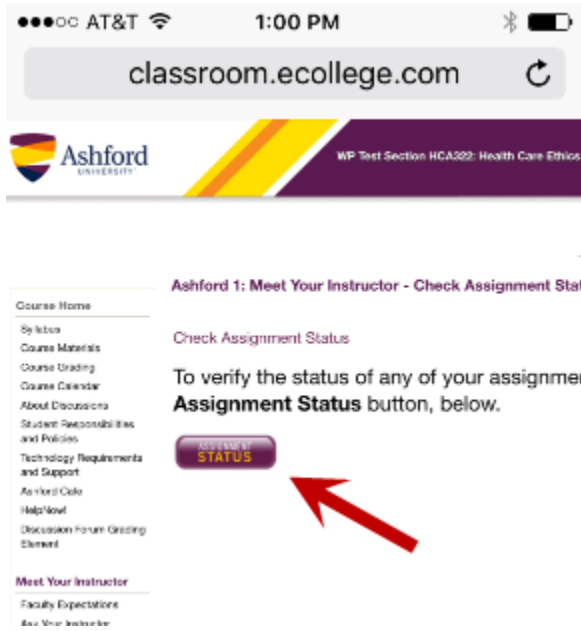 AT&T 1:00 PM
classroom.ecollege.com
Ashford
UNIVERSITY
WP Test Section HCA322: Health Care Ethics
Ashford 1: Meet Your Instructor - Check Assignment Stat
Course Home
Syllabus
Course Materials
Course Grading
Course Calendar
About Discussions
Student Responsibilities
and Policies
Technology Requirements
and Support
Ashford Cafe
HelpNow!
Discussion Forum Grading
Element
Meet Your Instructor
Faculty Expectations
Ask Your Instructor
Check Assignment Status
To verify the status of any of your assignmen
Assignment Status button, below.
ASSIGNMENT
STATUS